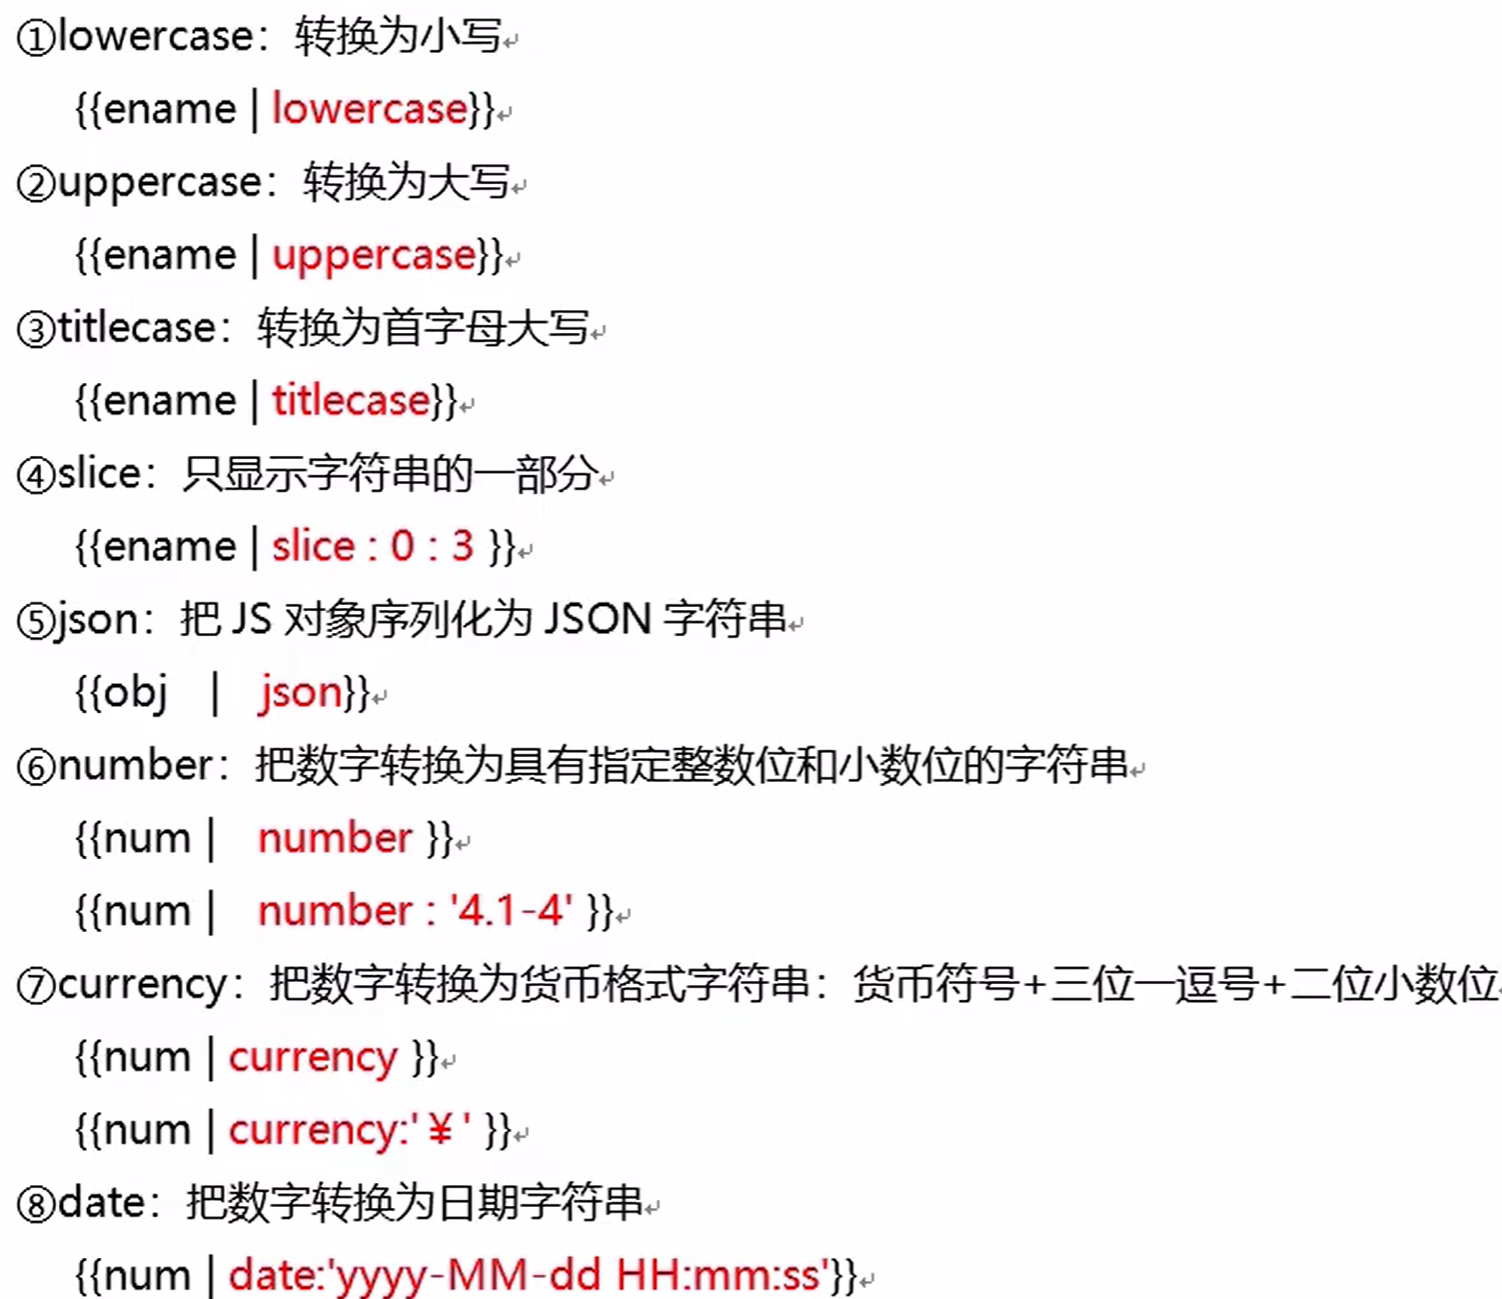 ①lowercase：转换为小写
{{ename | lowercase}}
②uppercase：转换为大写
{{ename | uppercase}}
③titlecase：转换为首字母大写
{{ename | titlecase}}
④slice：只显示字符串的一部分
{{ename | slice : 0 : 3 }}
⑤json：把 JS 对象序列化为 JSON 字符串
{{obj | json}}
⑥number：把数字转换为具有指定整数位和小数位的字符串
{{num | number }}
{{num | number : '4.1-4' }}
⑦currency：把数字转换为货币格式字符串：货币符号+三位一逗号+二位小数位
{{num | currency }}
{{num | currency:'¥' }}
⑧date：把数字转换为日期字符串
{{num | date:'yyyy-MM-dd HH:mm:ss'}}